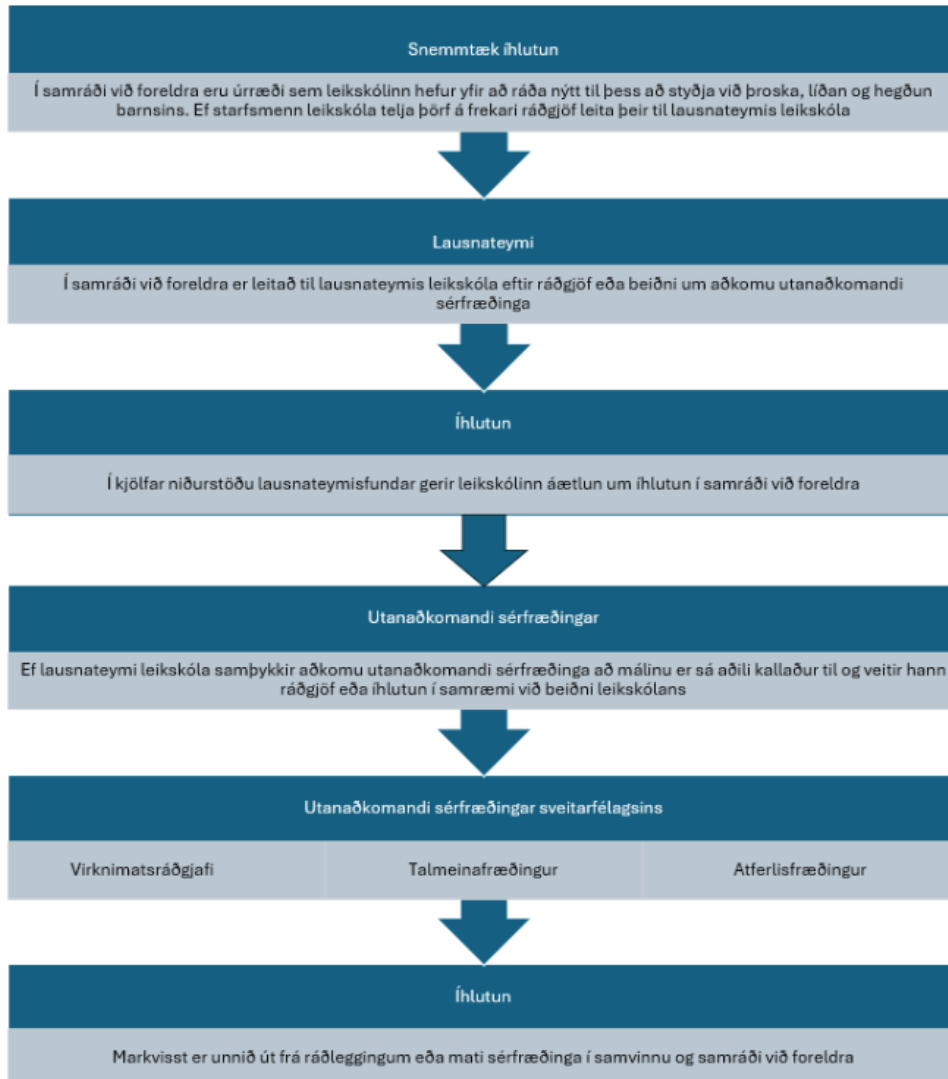 Snemmtæk íhlutun
Í samráði við foreldra eru úrræði sem leikskólinn hefur yfir að ráða nýtt til þess að styðja við þroska, líðan og hegðun
barnsins. Ef starfsmenn leikskóla telja þörf á frekari ráðgjöf leita þeir til lausnateymis leikskóla
Lausnateymi
Í samráði við foreldra er leitað til lausnateymis leikskóla eftir ráðgjöf eða beiðni um aðkomu utanaðkomandi
sérfræðinga
Íhlutun
Í kjölfar niðurstöðu lausnateymisfundar gerir leikskólinn áætlun um íhlutun í samráði við foreldra
Utanaðkomandi sérfræðingar
Ef lausnateymi leikskóla samþykkir aðkomu utanaðkomandi sérfræðinga að málinu er sá aðili kallaður til og veitir hann
ráðgjöf eða íhlutun í samræmi við beiðni leikskólans
Utanaðkomandi sérfræðingar sveitarfélagsins
Virknimatsráðgjafi Talmeinafræðingur Atferlisfræðingur
Íhlutun
Markvisst er unnið út frá ráðleggingum eða mati sérfræðinga í samvinnu og samráði við foreldra